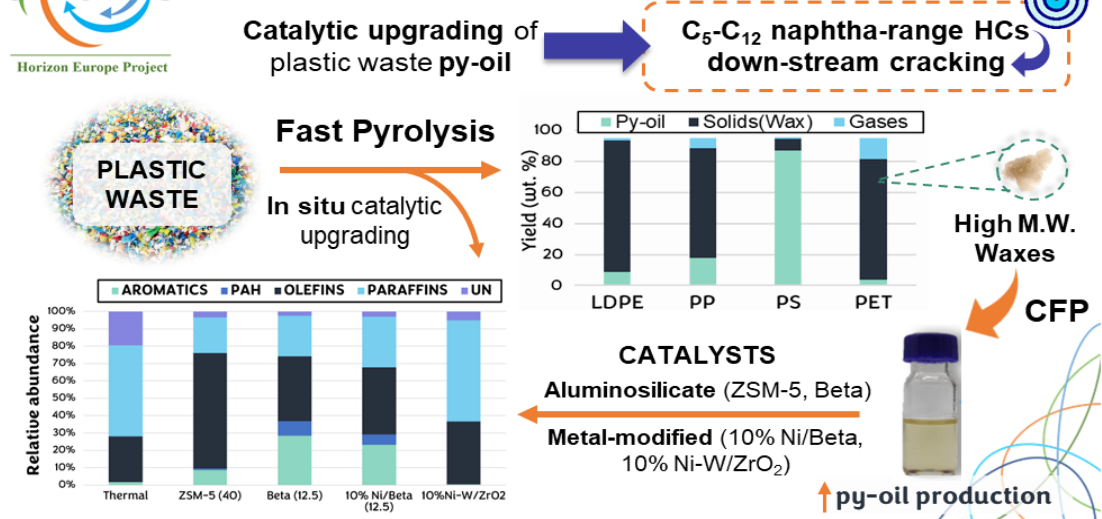 Horizon Europe Project
Catalytic upgrading of
plastic waste py-oil
C₅-C₁₂ naphtha-range HCs
down-stream cracking
PLASTIC
WASTE
Fast Pyrolysis
In situ catalytic
upgrading
Py-oil Solids(Wax) Gases
Yield (wt. %)
100
80
60
40
20
0
LDPE PP PS PET
High M.W.
Waxes
CFP
AROMATICS PAH OLEFINS PARAFFINS UN
Relative abundance
100%
90%
80%
70%
60%
50%
40%
30%
20%
10%
0%
Thermal ZSM-5 (40) Beta (12.5) 10% Ni/Beta 10%Ni-W/ZrO2
(12.5)
CATALYSTS
Aluminosilicate (ZSM-5, Beta)
Metal-modified (10% Ni/Beta,
10% Ni-W/ZrO₂)
py-oil production